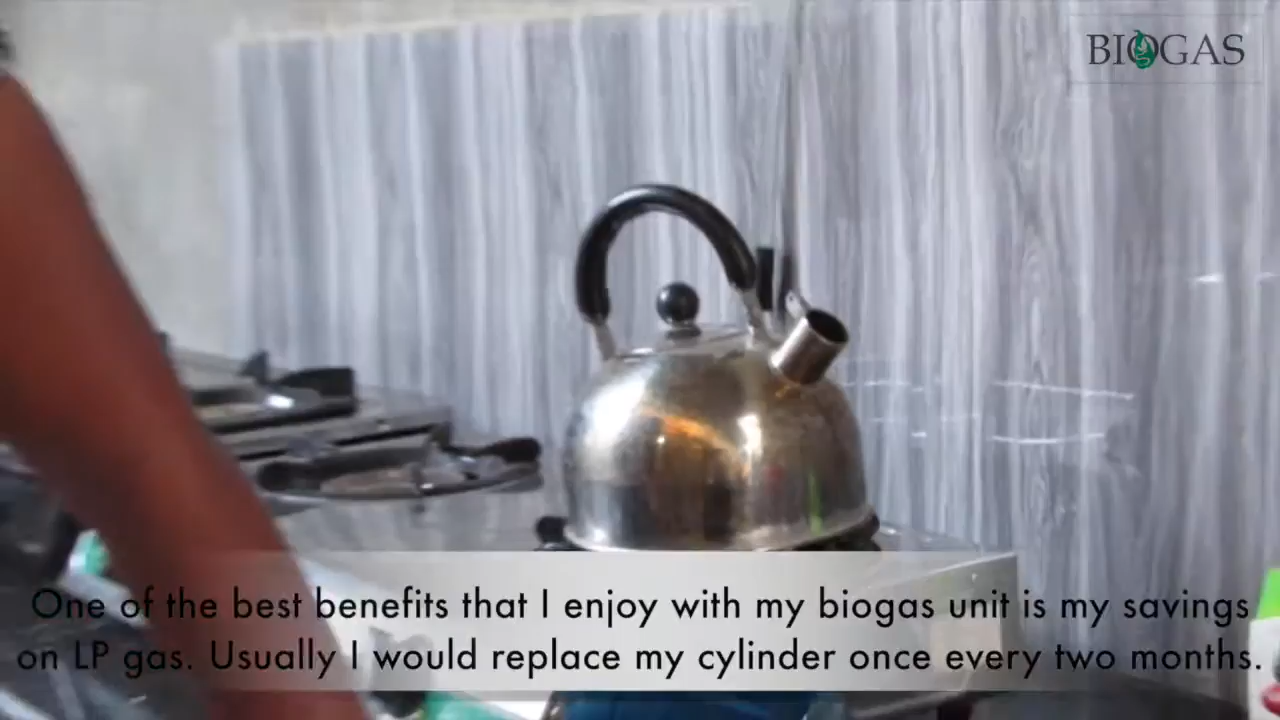 BIOGAS
One of the best benefits that I enjoy with my biogas unit is my savings
on LP gas. Usually I would replace my cylinder once every two months.